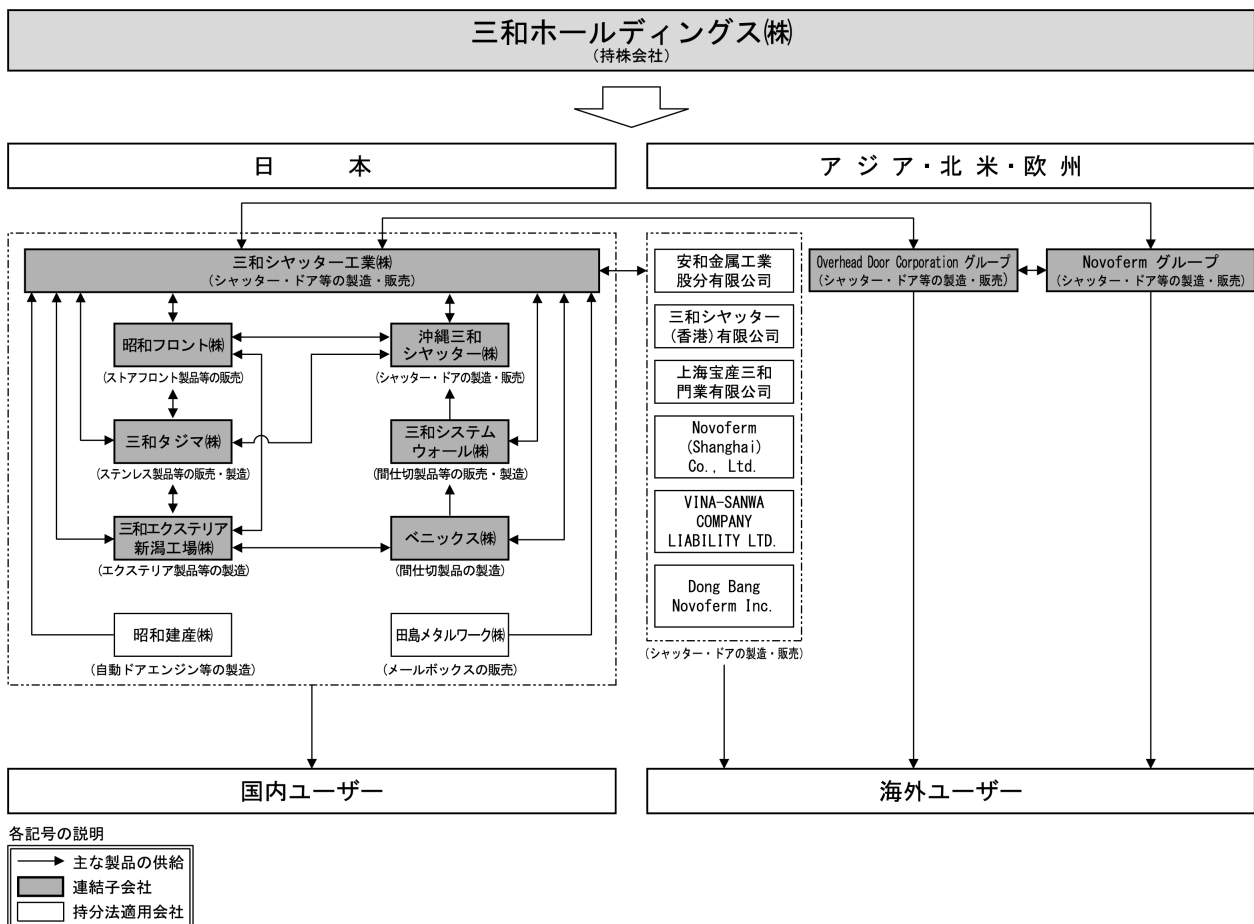 三和ホールディングス㈱
(持株会社)
日 本
ア ジ ア・北 米・欧 州
三和シヤッター工業㈱
(シャッター・ドア等の製造・販売)
昭和フロント㈱
(ストアフロント製品等の販売)
沖縄三和
シヤッター㈱
(シャッター・ドアの製造・販売)
三和タジマ㈱
(ステンレス製品等の販売・製造)
三和システム
ウォール㈱
(間仕切製品等の販売・製造)
三和エクステリア
新潟工場㈱
(エクステリア製品等の製造)
ベニックス㈱
(間仕切製品の製造)
昭和建産㈱
(自動ドアエンジン等の製造)
田島メタルワーク㈱
(メールボックスの販売)
安和金属工業
股分有限公司
三和シヤッター
(香港)有限公司
上海宝産三和
門業有限公司
Novoferm
(Shanghai)
Co., Ltd.
VINA-SANWA
COMPANY
LIABILITY LTD.
Dong Bang
Novoferm Inc.
(シャッター・ドアの製造・販売)
Overhead Door Corporation グループ
(シャッター・ドア等の製造・販売)
Novoferm グループ
(シャッター・ドア等の製造・販売)
国内ユーザー
海外ユーザー
各記号の説明
主な製品の供給
連結子会社
持分法適用会社